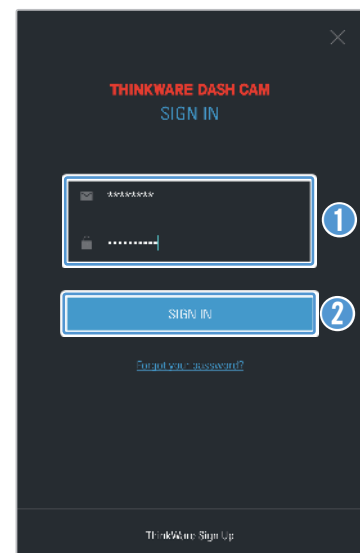 THINKWARE DASH CAM
SIGN IN
********
••••••••••
1
SIGN IN
2
Forgot your password?
ThinkWare Sign Up